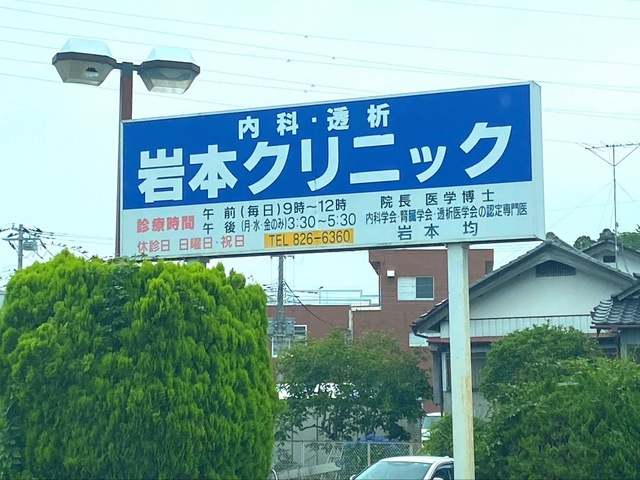 内科・透析
岩本クリニック
診療時間
午前(毎日)9時~12時
午後(月水・金のみ)3:30~5:30
休診日 日曜日・祝日
TEL 826-6360
院長 医学博士
内科学会・腎臓学会・透析医学会の認定専門医
岩本 均